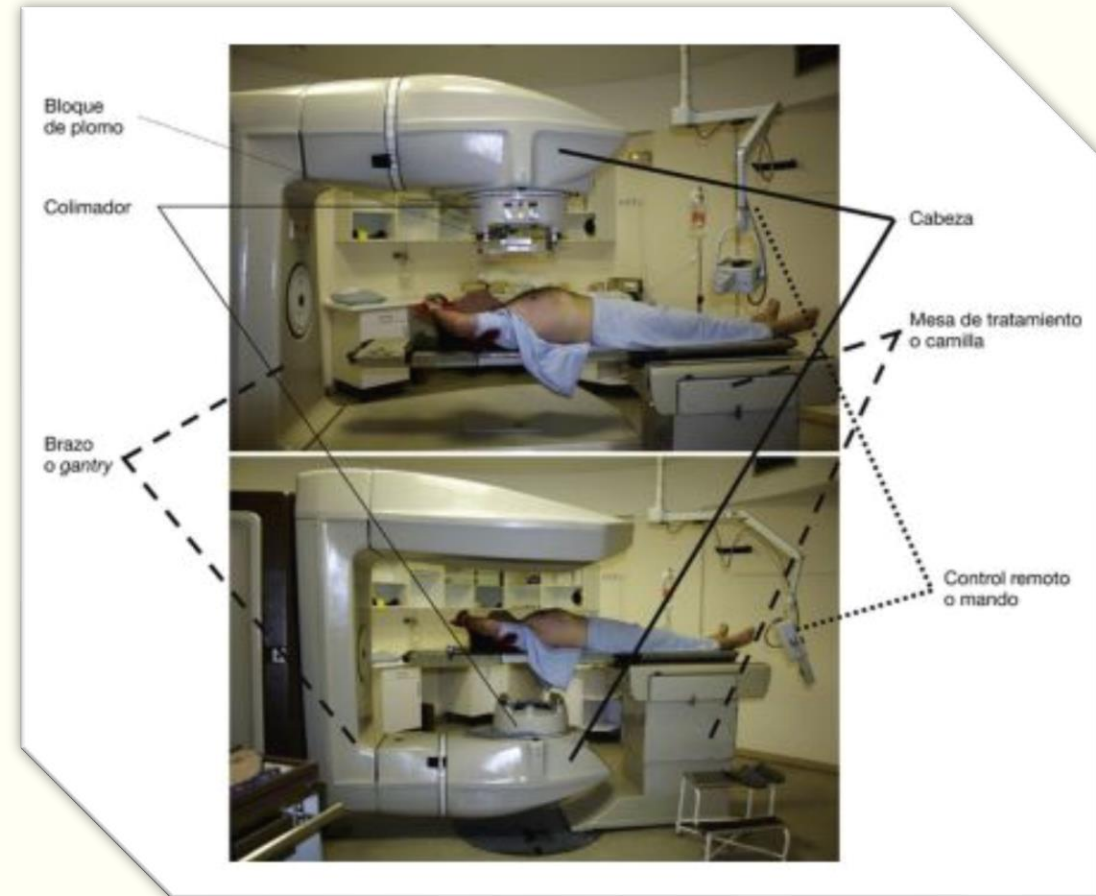 Bloque
de plomo
Colimador
Cabeza
Mesa de tratamiento
o camilla
Brazo
o gantry
Control remoto
o mando